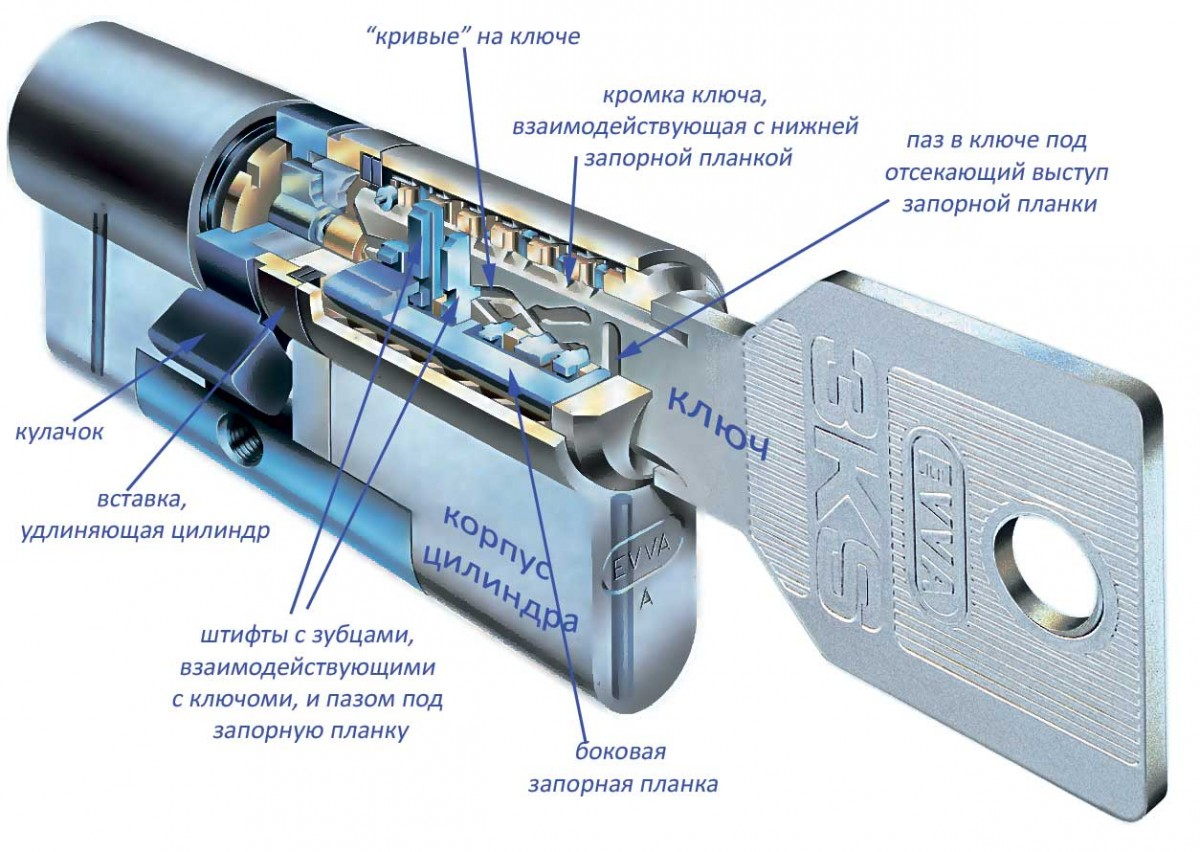 “кривые” на ключе
кромка ключа,
взаимодействующая с нижней
запорной планкой
паз в ключе под
отсекающий выступ
запорной планки
кулачок
вставка,
удлиняющая цилиндр
ключ
3KS
EVVA
корпус
цилиндра
EVVA
A
штифты с зубцами,
взаимодействующими
с ключоми, и пазом под
запорную планку
боковая
запорная планка